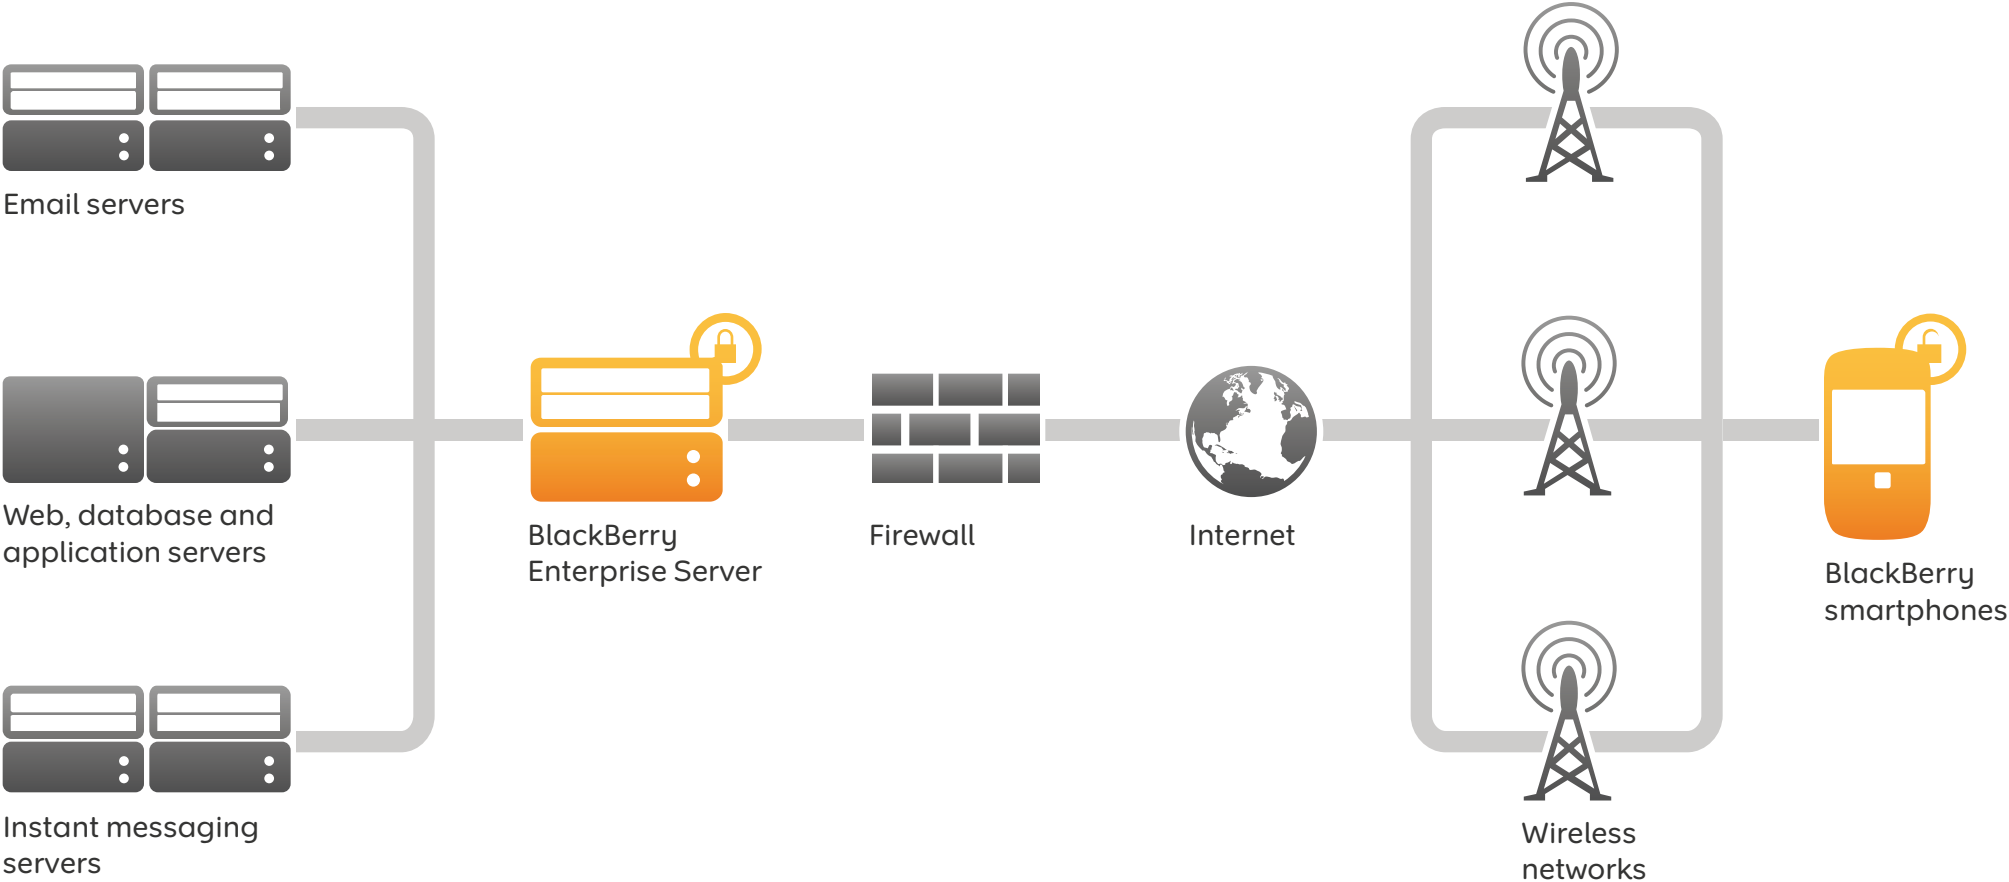 Email servers
Web, database and
application servers
Instant messaging
servers
BlackBerry
Enterprise Server
Firewall
Internet
Wireless
networks
BlackBerry
smartphones